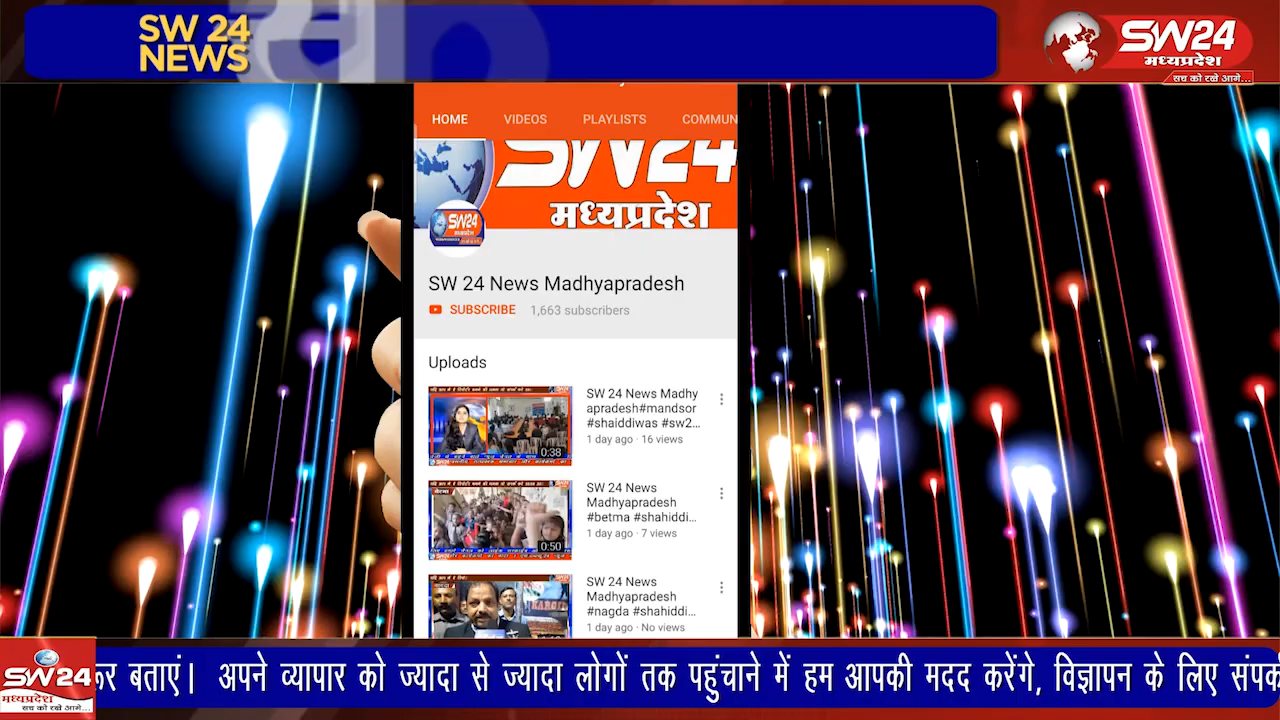 SW 24
NEWS
SW24
मध्यप्रदेश
सच को रखे आगे...
HOME VIDEOS PLAYLISTS COMMUN
SW24
मध्यप्रदेश
SW24
SW 24 News Madhyapradesh
SUBSCRIBE 1,663 subscribers
Uploads
SW 24 News Madhy
apradesh#mandsor
#shaiddiwas #sw2...
1 day ago · 16 views
0:38
SW 24 News
Madhyapradesh
#betma #shahiddi...
1 day ago · 7 views
0:50
SW 24 News
Madhyapradesh
#nagda #shahiddi...
1 day ago · No views
SW24
मध्यप्रदेश
सच को रखे आगे...
बताएं। अपने व्यापार को ज्यादा से ज्यादा लोगों तक पहुंचाने में हम आपकी मदद करेंगे, विज्ञापन के लिए संपर्क